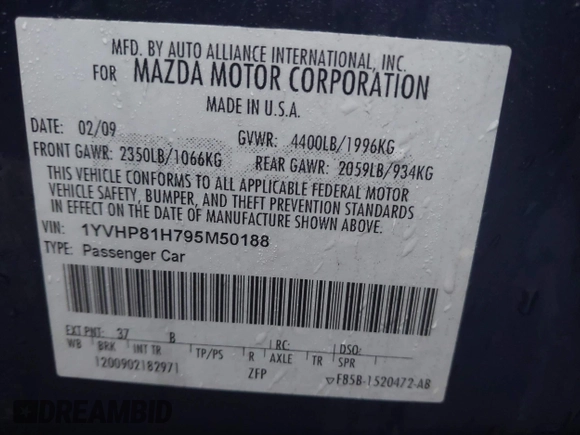 MFD. BY AUTO ALLIANCE INTERNATIONAL, INC.
FOR MAZDA MOTOR CORPORATION
MADE IN U.S.A.
DATE: 02/09 GVWR: 4400LB/1996KG
FRONT GAWR: 2350LB/1066KG REAR GAWR: 2059LB/934KG
THIS VEHICLE CONFORMS TO ALL APPLICABLE FEDERAL MOTOR
VEHICLE SAFETY, BUMPER, AND THEFT PREVENTION STANDARDS
IN EFFECT ON THE DATE OF MANUFACTURE SHOWN ABOVE.
VIN: 1YVHP81H795M50188
TYPE: Passenger Car
EXT PNT: 37 B RC: DSO:
WB BRK INT TR TP/PS R AXLE TR SPR
1200902182971 ZFP F85B-1520472-AB
DREAMBID